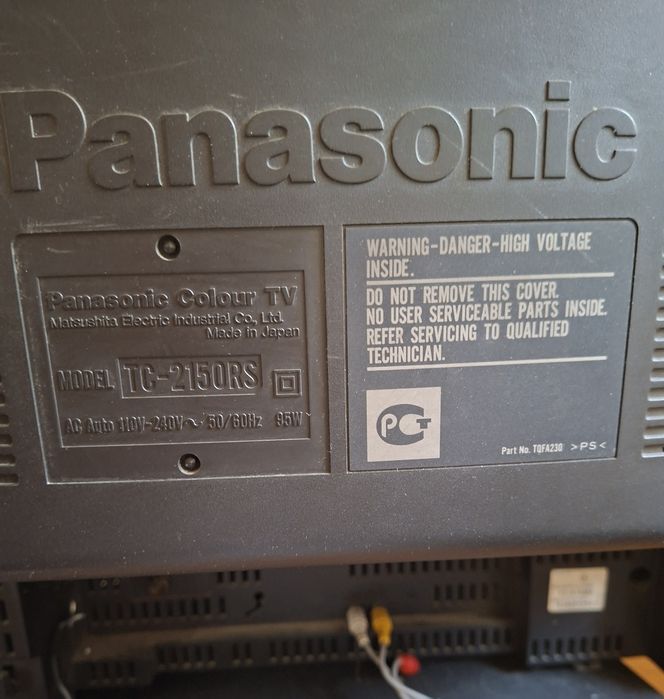 Panasonic
Panasonic Colour TV
Matsushita Electric Industrial Co., Ltd.
Made in Japan
MODEL TC-2150RS
AC Auto 110V-240V~ 50/60Hz 95W
WARNING-DANGER-HIGH VOLTAGE
INSIDE.
DO NOT REMOVE THIS COVER.
NO USER SERVICEABLE PARTS INSIDE.
REFER SERVICING TO QUALIFIED
TECHNICIAN.
Part No. TQFA230 >PS<